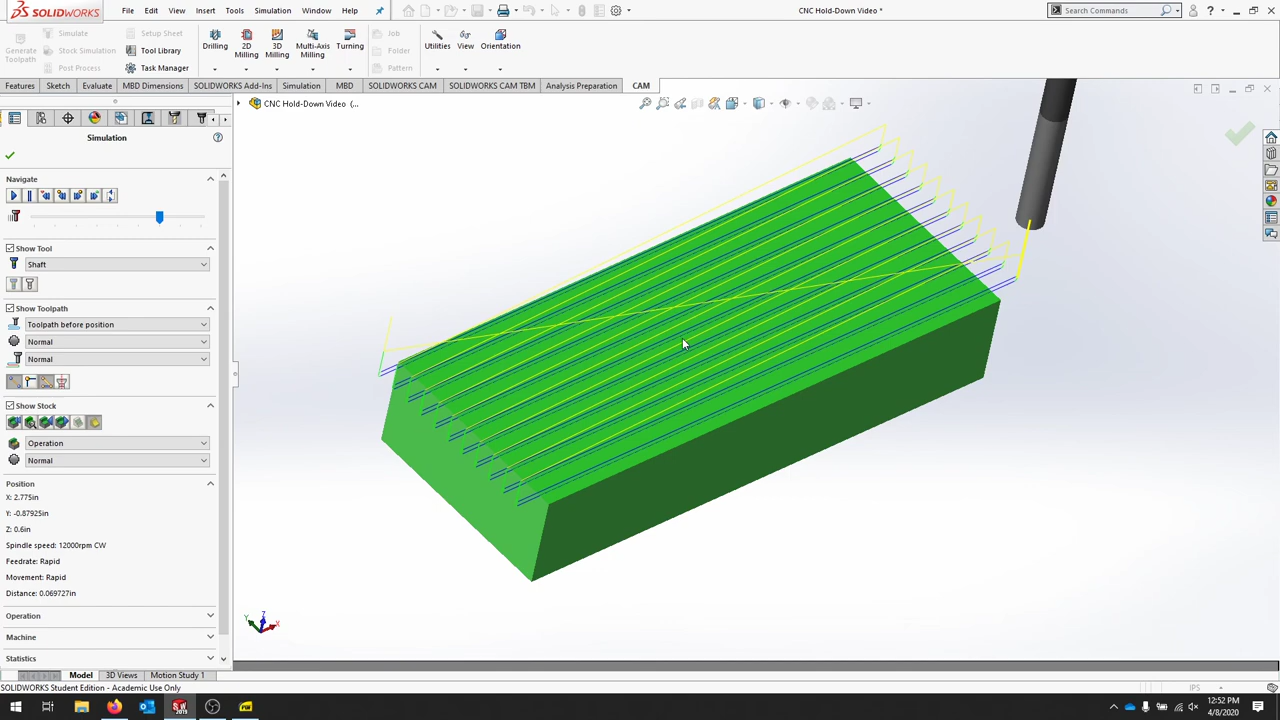 SOLIDWORKS File Edit View Insert Tools Simulation Window Help CNC Hold-Down Video * Search Commands
Generate Toolpath
Simulate
Stock Simulation
Post Process
Setup Sheet
Tool Library
Task Manager
Drilling
2D Milling
3D Milling
Multi-Axis Milling
Turning
Job
Folder
Pattern
Utilities
View
Orientation
Features Sketch Evaluate MBD Dimensions SOLIDWORKS Add-Ins Simulation MBD SOLIDWORKS CAM SOLIDWORKS CAM TBM Analysis Preparation CAM
CNC Hold-Down Video (...
Simulation
Navigate
Show Tool
Shaft
Show Toolpath
Toolpath before position
Normal
Normal
Show Stock
Operation
Normal
Position
X: 2.775in
Y: -0.87925in
Z: 0.6in
Spindle speed: 12000rpm CW
Feedrate: Rapid
Movement: Rapid
Distance: 0.069727in
Operation
Machine
Statistics
Y Z X
Model 3D Views Motion Study 1
SOLIDWORKS Student Edition - Academic Use Only IPS
12:52 PM
4/8/2020